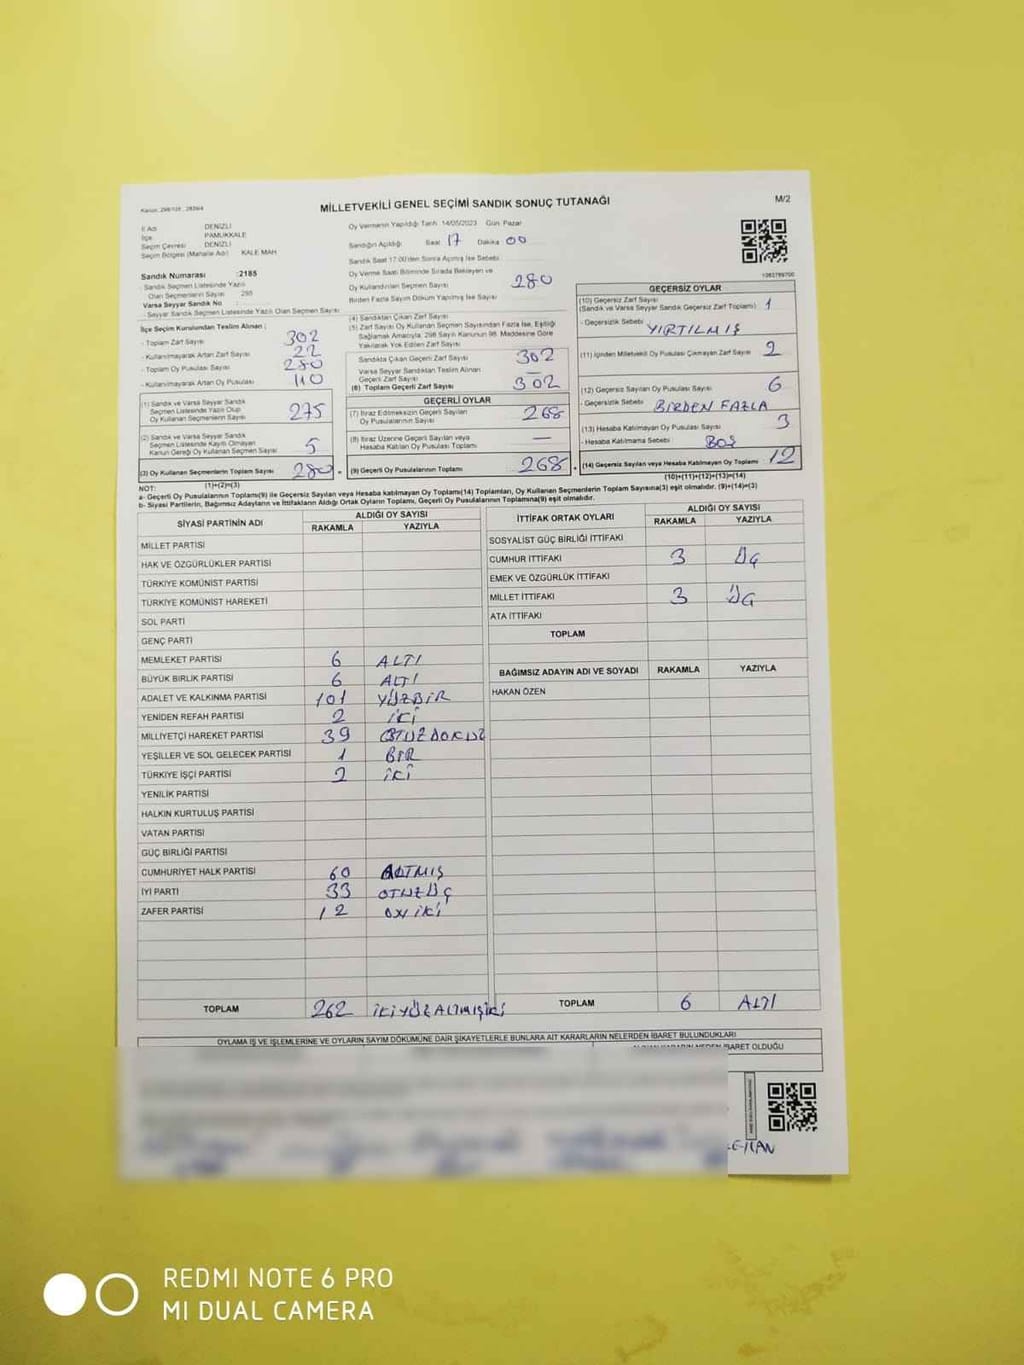 MİLLETVEKİLİ GENEL SEÇİMİ SANDIK SONUÇ TUTANAĞI
M/2
İl Adı DENİZLİ
İlçe PAMUKKALE
Seçim Çevresi DENİZLİ
Seçim Bölgesi (Mahalle Adı) KALE MAH
Sandık Numarası :2185
- Sandık Seçmen Listesinde Yazılı
Olan Seçmenlerin Sayısı 295
Varsa Seyyar Sandık No
- Seyyar Sandık Seçmen Listesinde Yazılı Olan Seçmen Sayısı
İlçe Seçim Kurulundan Teslim Alınan :
- Toplam Zarf Sayısı 302
- Kullanılmayarak Artan Zarf Sayısı 22
- Toplam Oy Pusulası Sayısı 280
- Kullanılmayarak Artan Oy Pusulası 110
(1) Sandık ve Varsa Seyyar Sandık
Seçmen Listesinde Yazılı Olup
Oy Kullanan Seçmenlerin Sayısı 275
(2) Sandık ve Varsa Seyyar Sandık
Seçmen Listesinde Kayıtlı Olmayan
Kanun Gereği Oy Kullanan Seçmen Sayısı 5
(3) Oy Kullanan Seçmenlerin Toplam Sayısı 280
(1)+(2)=(3)
Oy Vermenin Yapıldığı Tarih 14/05/2023 Gün Pazar
Sandığın Açıldığı Saat 17 Dakika 00
Sandık Saat 17:00'den Sonra Açılmış İse Sebebi
Oy Verme Saati Bitiminde Sırada Bekleyen ve
Oy Kullandırılan Seçmen Sayısı 280
Birden Fazla Sayım Döküm Yapılmış İse Sayısı
(4) Sandıktan Çıkan Zarf Sayısı
(5) Zarf Sayısı Oy Kullanan Seçmen Sayısından Fazla İse, Eşitliği
Sağlamak Amacıyla, 298 Sayılı Kanunun 98. Maddesine Göre
Yakılarak Yok Edilen Zarf Sayısı
Sandıkta Çıkan Geçerli Zarf Sayısı 302
Varsa Seyyar Sandıktan Teslim Alınan
Geçerli Zarf Sayısı —
(6) Toplam Geçerli Zarf Sayısı 302
GEÇERLİ OYLAR
(7) İtiraz Edilmeksizin Geçerli Sayılan
Oy Pusulalarının Sayısı 268
(8) İtiraz Üzerine Geçerli Sayılan veya
Hesaba Katılan Oy Pusulaları Toplamı —
(9) Geçerli Oy Pusulalarının Toplamı 268
1082789700
GEÇERSİZ OYLAR
(10) Geçersiz Zarf Sayısı
(Sandık ve Varsa Seyyar Sandık Geçersiz Zarf Toplamı) 1
- Geçersizlik Sebebi YIRTILMIŞ
(11) İçinden Milletvekili Oy Pusulası Çıkmayan Zarf Sayısı 2
(12) Geçersiz Sayılan Oy Pusulası Sayısı 6
- Geçersizlik Sebebi BİRDEN FAZLA
(13) Hesaba Katılmayan Oy Pusulası Sayısı 3
- Hesaba Katılmama Sebebi BOŞ
(14) Geçersiz Sayılan veya Hesaba Katılmayan Oy Toplamı 12
(10)+(11)+(12)+(13)=(14)
NOT:
a- Geçerli Oy Pusulalarının Toplamı(9) ile Geçersiz Sayılan veya Hesaba katılmayan Oy Toplamı(14) Toplamları, Oy Kullanan Seçmenlerin Toplam Sayısına(3) eşit olmalıdır. (9)+(14)=(3)
b- Siyasi Partilerin, Bağımsız Adayların ve İttifakların Aldığı Ortak Oyların Toplamı, Geçerli Oy Pusulalarının Toplamına(9) eşit olmalıdır.
SİYASİ PARTİNİN ADI ALDIĞI OY SAYISI
RAKAMLA YAZIYLA
MİLLET PARTİSİ
HAK VE ÖZGÜRLÜKLER PARTİSİ
TÜRKİYE KOMÜNİST PARTİSİ
TÜRKİYE KOMÜNİST HAREKETİ
SOL PARTİ
GENÇ PARTİ
MEMLEKET PARTİSİ 6 ALTI
BÜYÜK BİRLİK PARTİSİ 6 ALTI
ADALET VE KALKINMA PARTİSİ 101 YÜZBİR
YENİDEN REFAH PARTİSİ 2 İKİ
MİLLİYETÇİ HAREKET PARTİSİ 39 OTUZDOKUZ
YEŞİLLER VE SOL GELECEK PARTİSİ 1 BİR
TÜRKİYE İŞÇİ PARTİSİ 2 İKİ
YENİLİK PARTİSİ
HALKIN KURTULUŞ PARTİSİ
VATAN PARTİSİ
GÜÇ BİRLİĞİ PARTİSİ
CUMHURİYET HALK PARTİSİ 60 ALTMIŞ
İYİ PARTİ 33 OTUZÜÇ
ZAFER PARTİSİ 12 ON İKİ
TOPLAM 262 İKİYÜZALTMIŞİKİ
İTTİFAK ORTAK OYLARI ALDIĞI OY SAYISI
RAKAMLA YAZIYLA
SOSYALİST GÜÇ BİRLİĞİ İTTİFAKI
CUMHUR İTTİFAKI 3 ÜÇ
EMEK VE ÖZGÜRLÜK İTTİFAKI
MİLLET İTTİFAKI 3 ÜÇ
ATA İTTİFAKI
TOPLAM
BAĞIMSIZ ADAYIN ADI VE SOYADI RAKAMLA YAZIYLA
HAKAN ÖZEN
TOPLAM 6 ALTI
OYLAMA İŞ VE İŞLEMLERİNE VE OYLARIN SAYIM DÖKÜMÜNE DAİR ŞİKAYETLERLE BUNLARA AİT KARARLARIN NELERDEN İBARET BULUNDUKLARI
İBARET OLDUĞU
REDMI NOTE 6 PRO
MI DUAL CAMERA